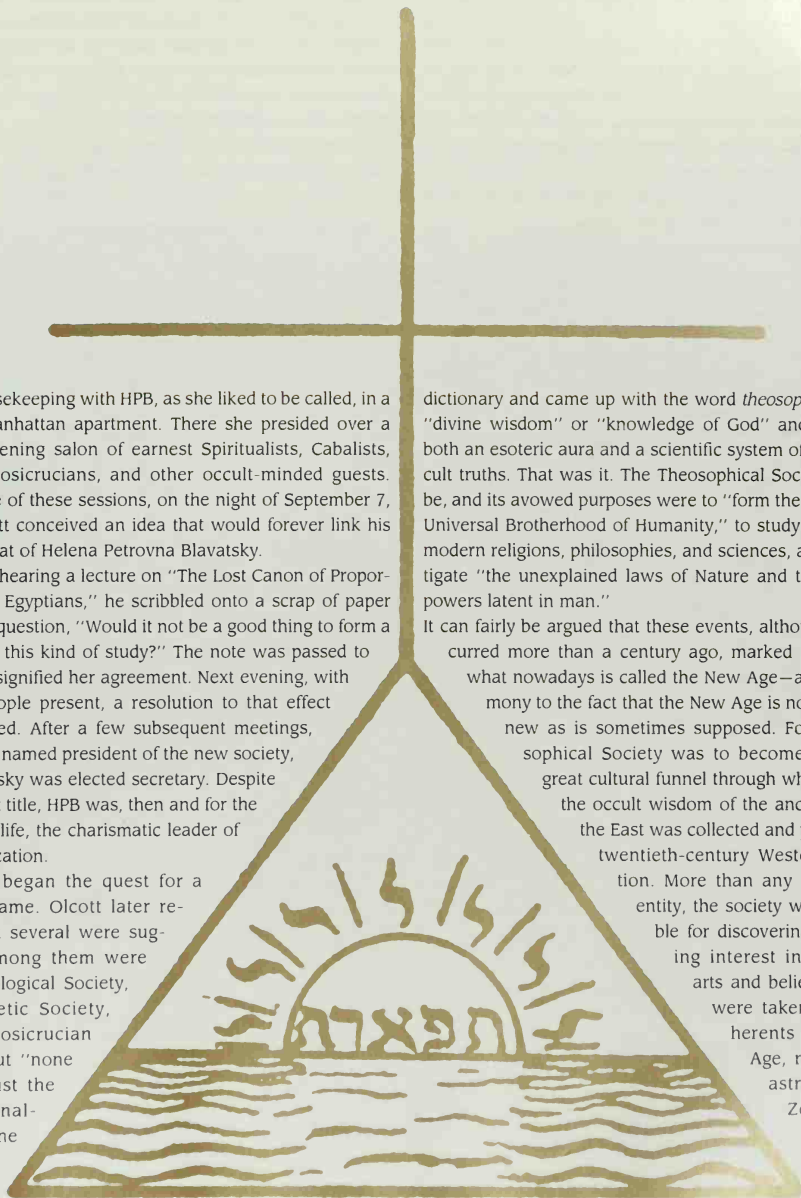 sekeeping with HPB, as she liked to be called, in a
anhattan apartment. There she presided over a
ening salon of earnest Spiritualists, Cabalists,
osicrucians, and other occult-minded guests.
e of these sessions, on the night of September 7,
tt conceived an idea that would forever link his
at of Helena Petrovna Blavatsky.
hearing a lecture on "The Lost Canon of Propor-
Egyptians," he scribbled onto a scrap of paper
question, "Would it not be a good thing to form a
this kind of study?" The note was passed to
signified her agreement. Next evening, with
ople present, a resolution to that effect
ed. After a few subsequent meetings,
named president of the new society,
sky was elected secretary. Despite
title, HPB was, then and for the
life, the charismatic leader of
zation.
began the quest for a
ame. Olcott later re-
several were sug-
mong them were
logical Society,
etic Society,
osicrucian
ut "none
ust the
nal-
ne
dictionary and came up with the word theosop
"divine wisdom" or "knowledge of God" and
both an esoteric aura and a scientific system of
cult truths. That was it. The Theosophical Soc
be, and its avowed purposes were to "form the
Universal Brotherhood of Humanity," to study
modern religions, philosophies, and sciences, a
tigate "the unexplained laws of Nature and t
powers latent in man."
It can fairly be argued that these events, altho
curred more than a century ago, marked
what nowadays is called the New Age—a
mony to the fact that the New Age is no
new as is sometimes supposed. Fo
sophical Society was to become
great cultural funnel through wh
the occult wisdom of the anc
the East was collected and
twentieth-century Weste
tion. More than any
entity, the society w
ble for discoverin
ing interest in
arts and belie
were taken
herents
Age, r
astr
Zo
תפארת